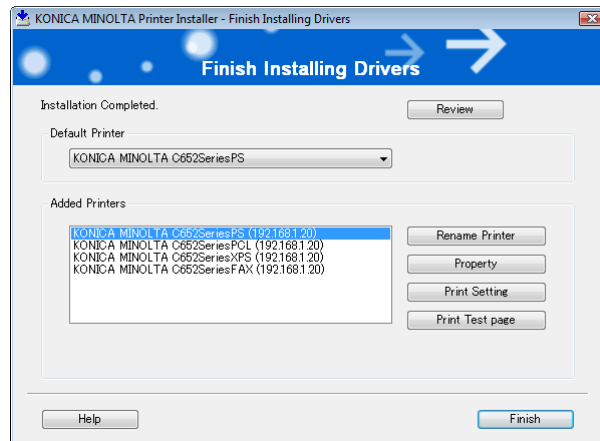 KONICA MINOLTA Printer Installer - Finish Installing Drivers
Finish Installing Drivers
Installation Completed.
Review
Default Printer
KONICA MINOLTA C652SeriesPS
Added Printers
KONICA MINOLTA C652SeriesPS (192.168.1.20)
KONICA MINOLTA C652SeriesPCL (192.168.1.20)
KONICA MINOLTA C652SeriesXPS (192.168.1.20)
KONICA MINOLTA C652SeriesFAX (192.168.1.20)
Rename Printer
Property
Print Setting
Print Test page
Help
Finish